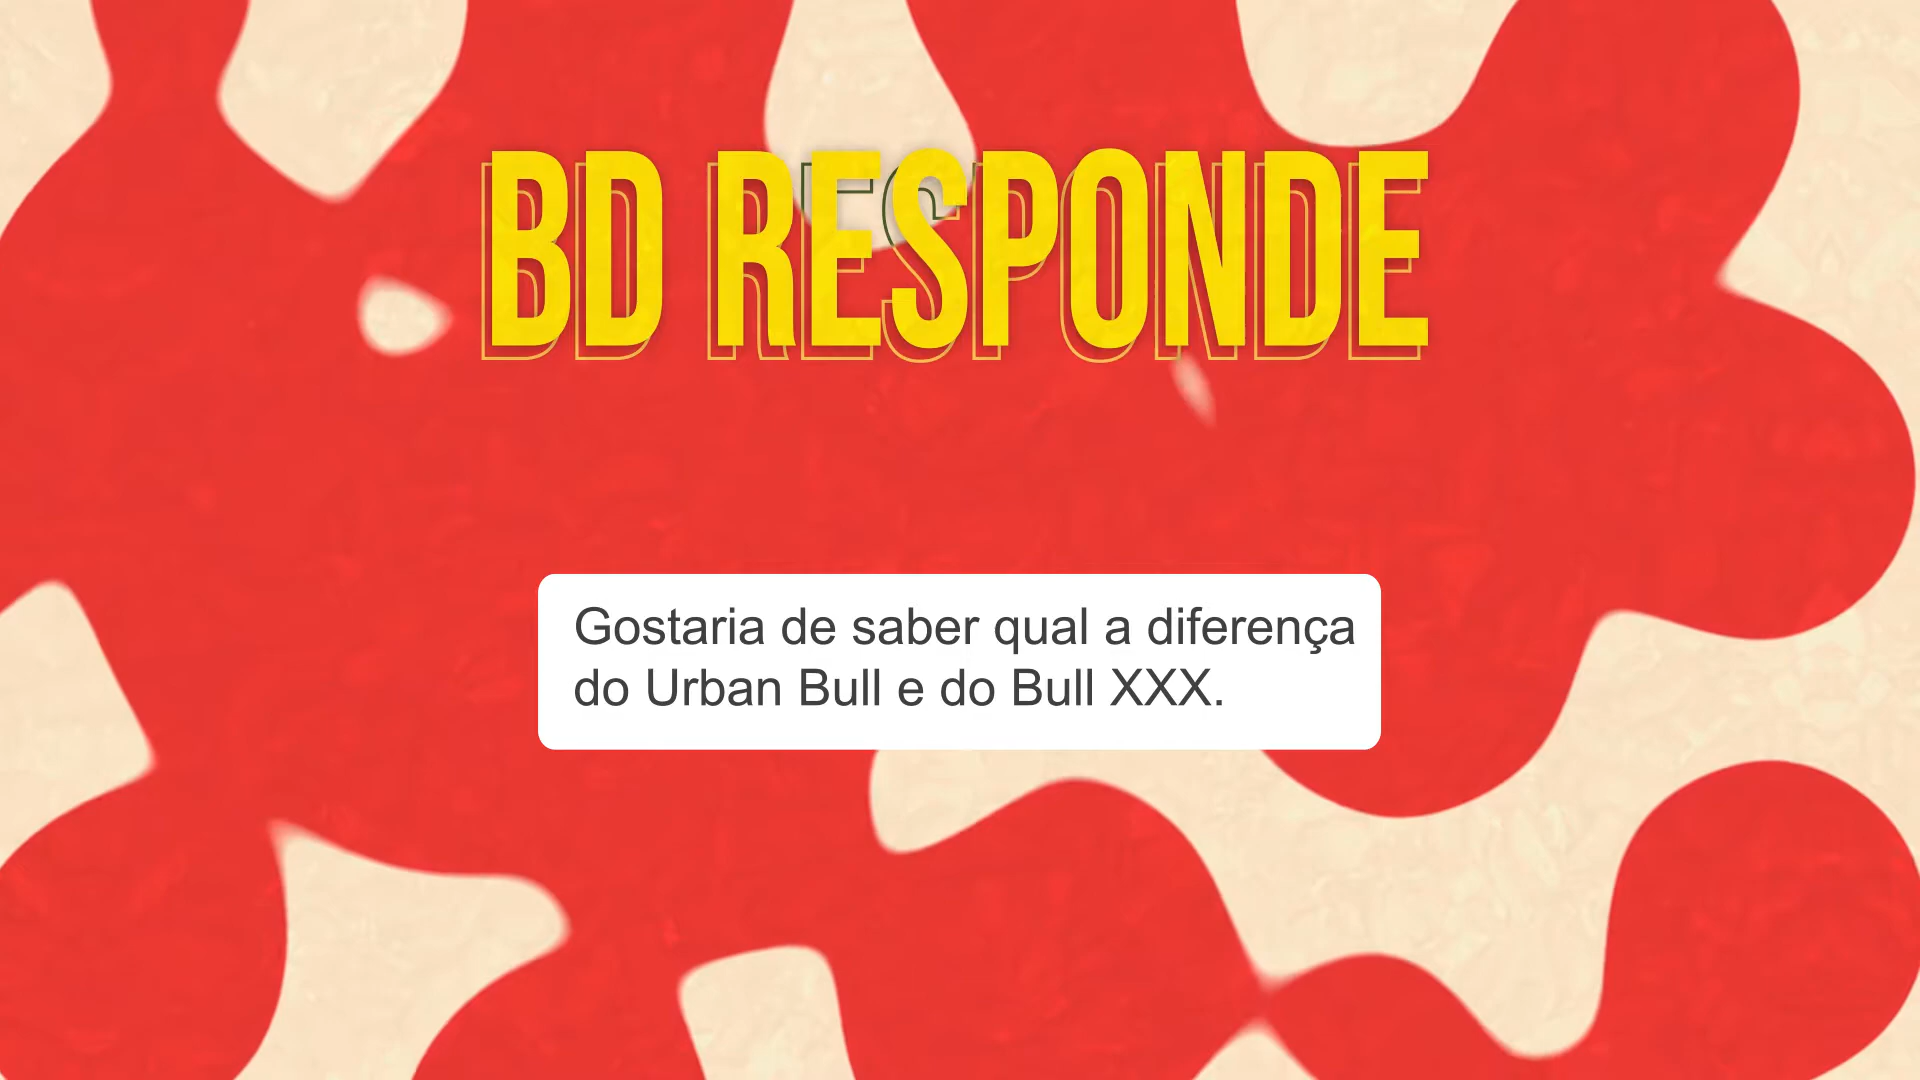 BD RESPONDE
Gostaria de saber qual a diferença
do Urban Bull e do Bull XXX.